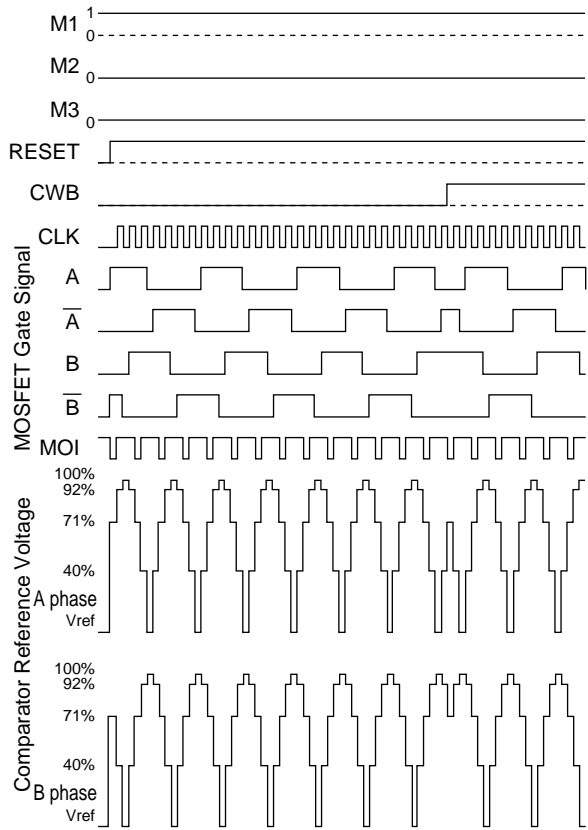 M1 1
0
M2 0
M3 0
RESET
CWB
CLK
MOSFET Gate Signal
A
A
B
B
MOI
Comparator Reference Voltage
100%
92%
71%
40%
A phase
Vref
100%
92%
71%
40%
B phase
Vref